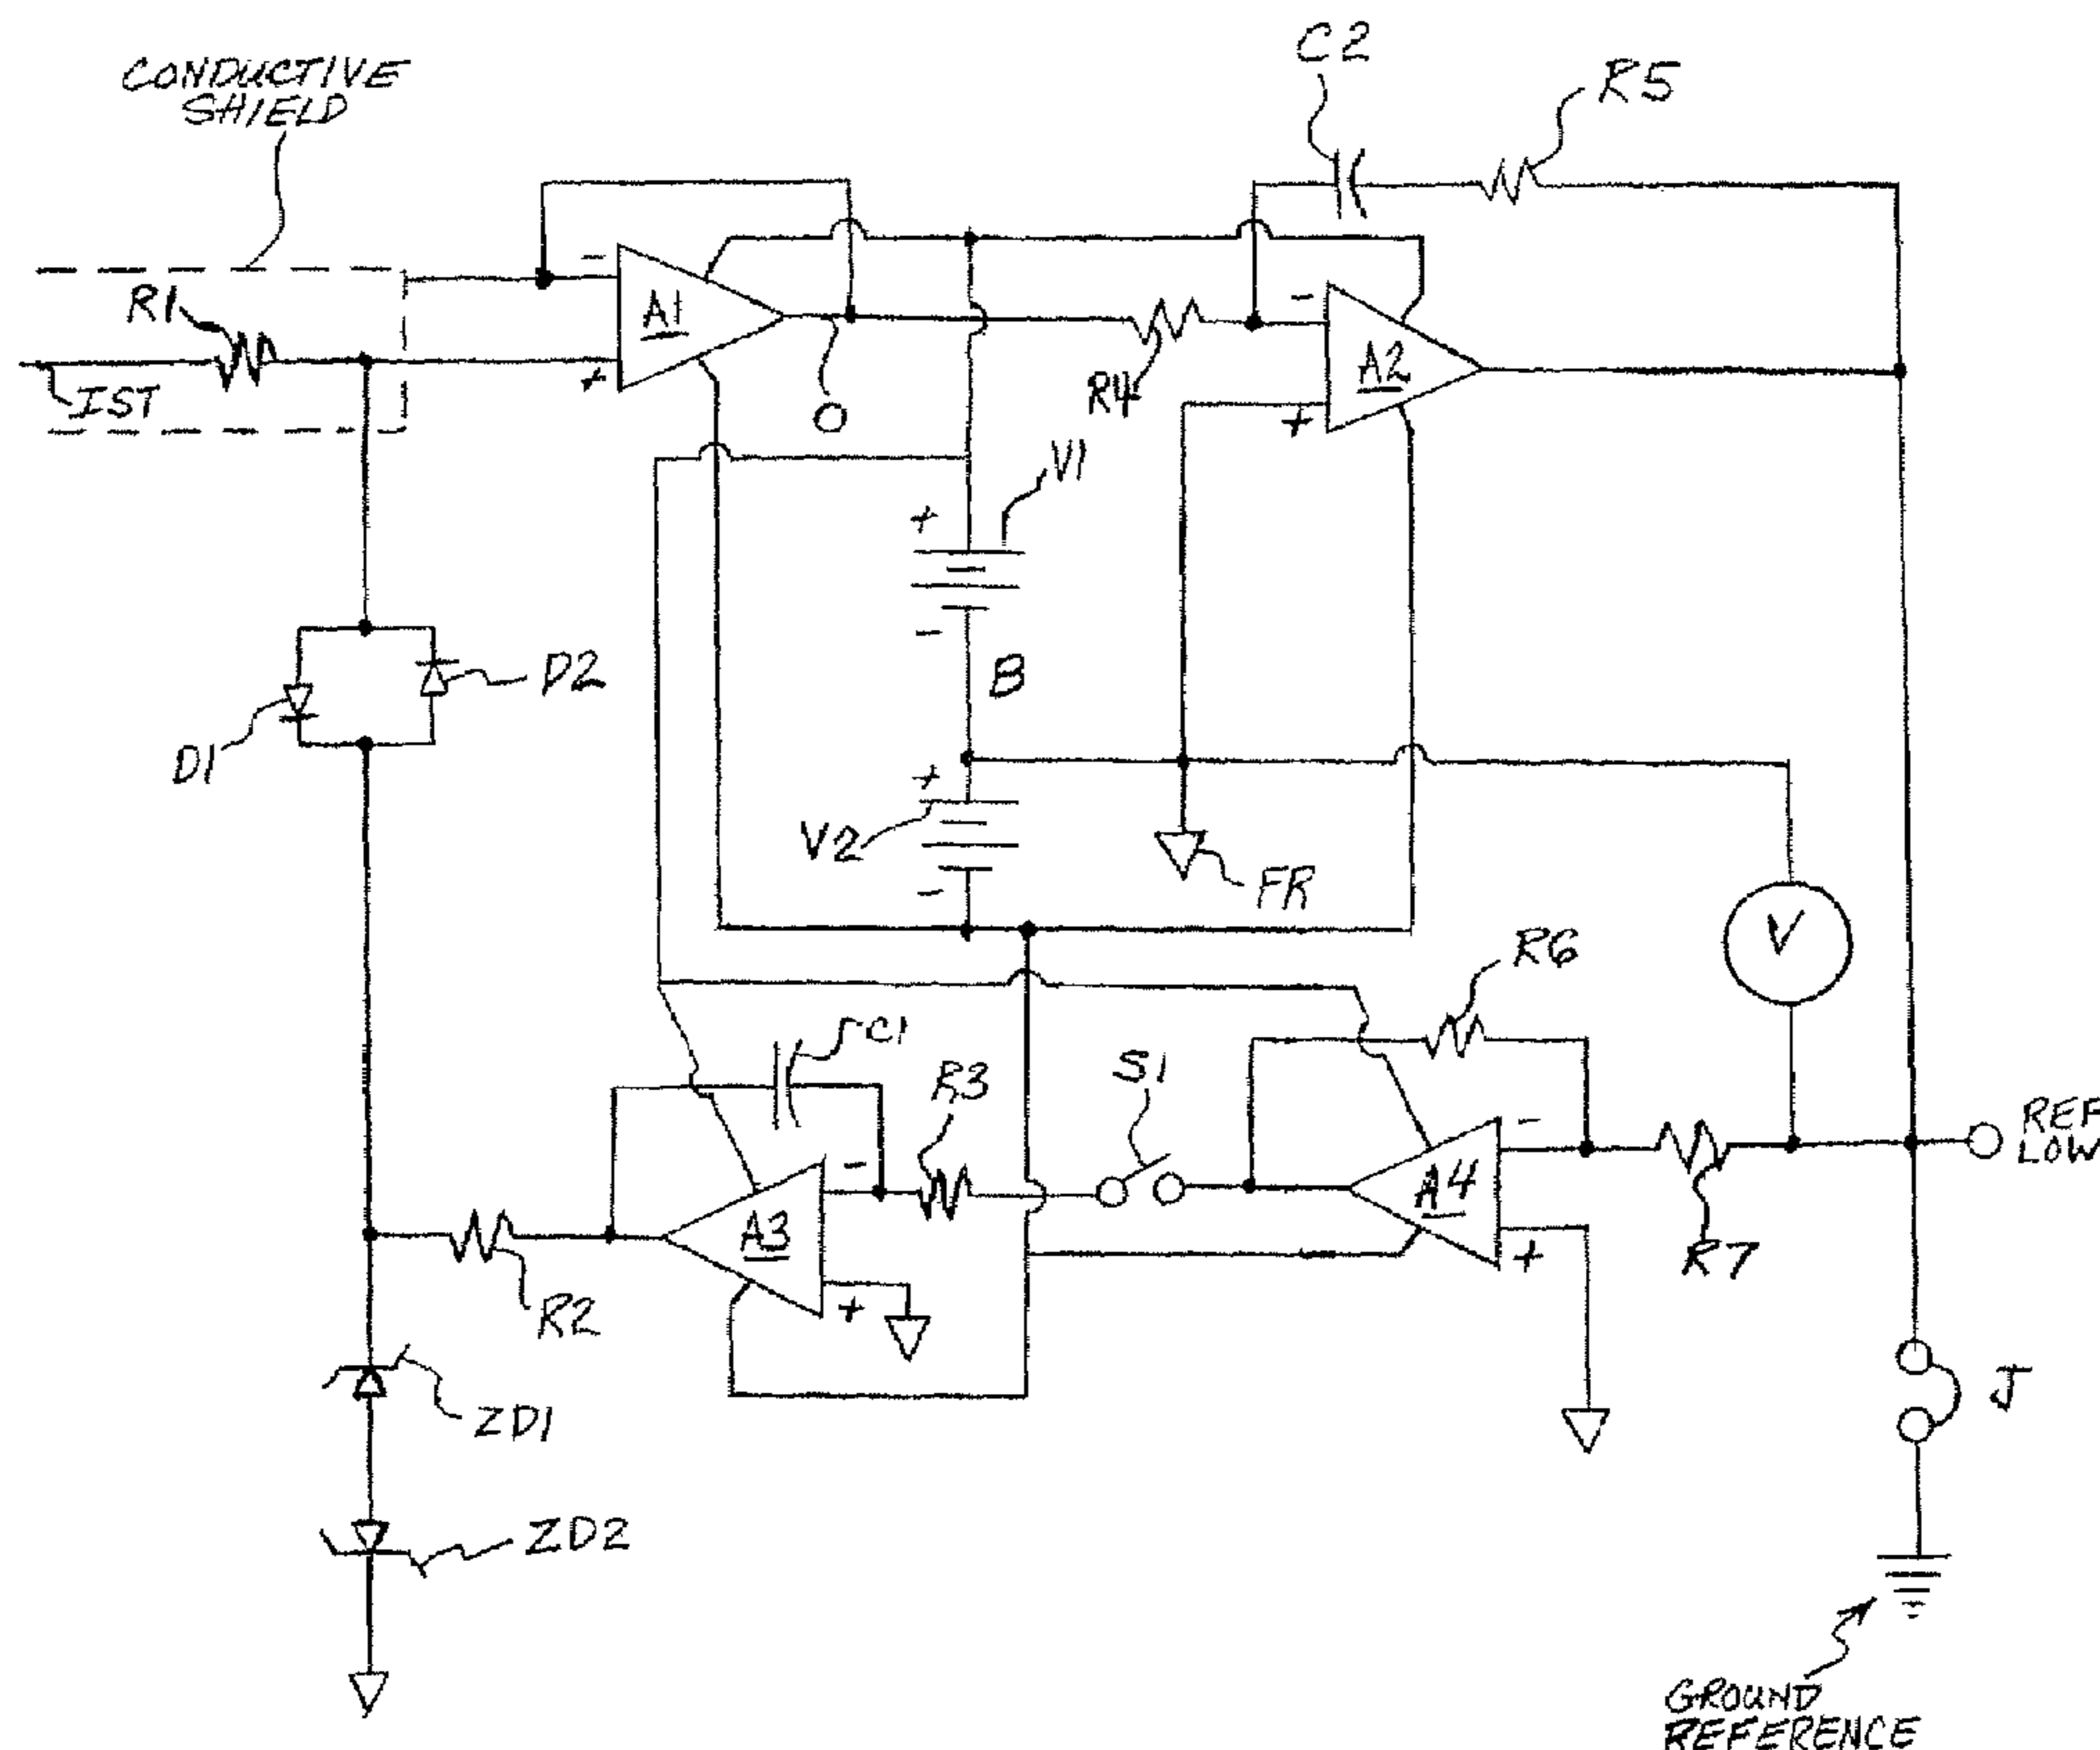 C2
R5
CONDUCTIVE
SHIELD
-
R1
A1
-
IST
+
O
R4
A2
+
V1
+
-
B
D2
D1
+
V2
-
FR
V
R6
C1
R3
S1
-
-
REF
LOW
A4
A3
+
R7
+
R2
J
ZD1
ZD2
GROUND
REFERENCE